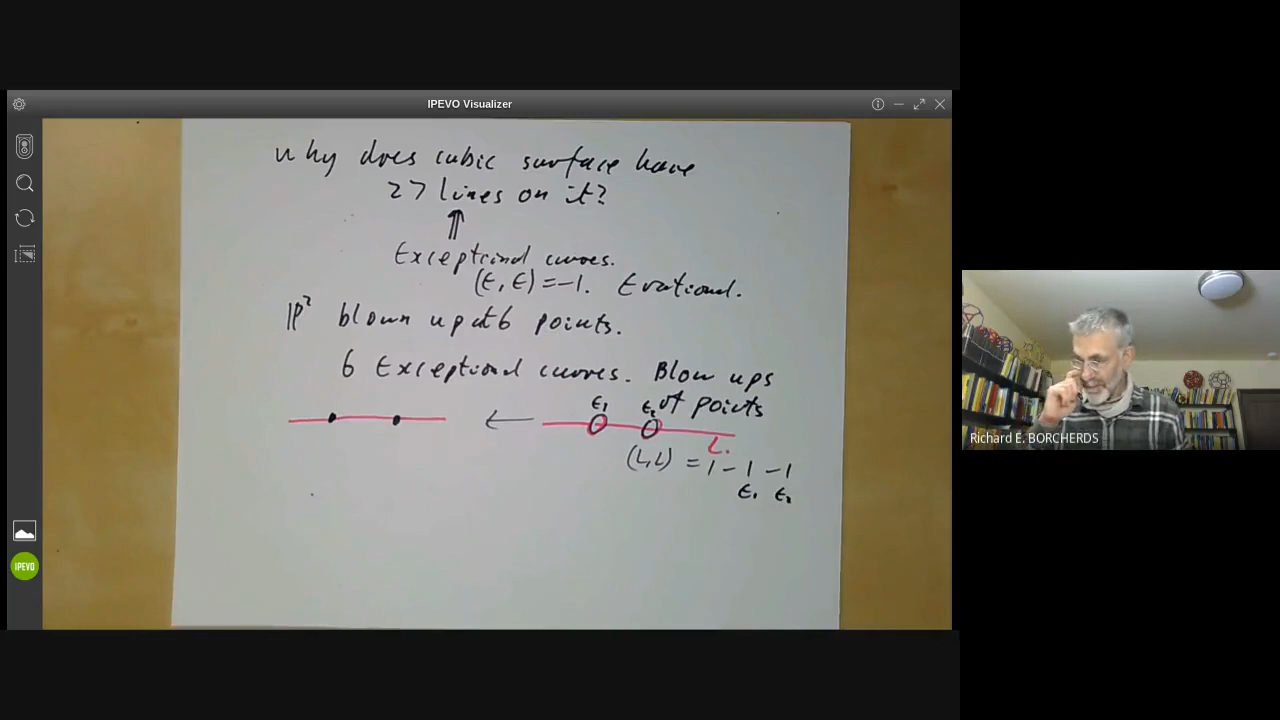 IPEVO Visualizer
Why does cubic surface have
27 lines on it?
⇑
Exceptional curves.
(E, E) = -1. E rational.
ℙ² blown up at 6 points.
6 Exceptional curves. Blow ups
of points
E₁ E₂
←
L.
(L, L) = 1 - 1 - 1
E₁ E₂
IPEVO
Richard E. BORCHERDS